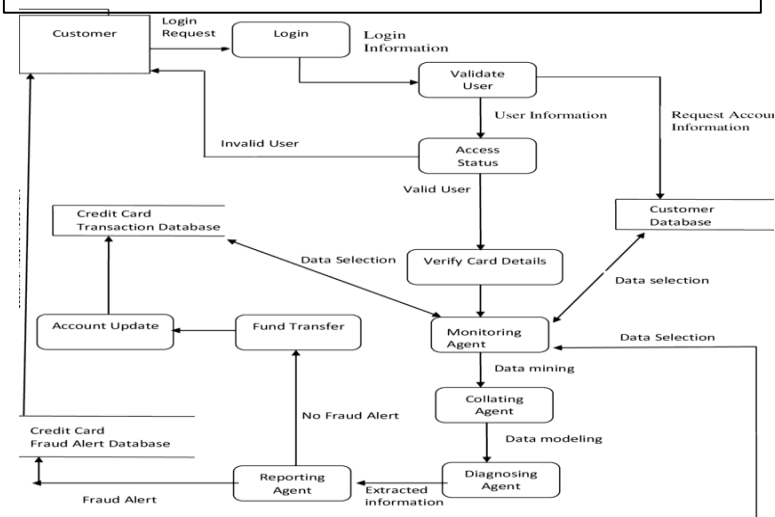 Customer
Login
Request
Login
Login
Information
Validate
User
User Information
Request Accoun
Information
Invalid User
Access
Status
Valid User
Credit Card
Transaction Database
Customer
Database
Data Selection
Verify Card Details
Data selection
Account Update
Fund Transfer
Monitoring
Agent
Data Selection
Data mining
Collating
Agent
No Fraud Alert
Credit Card
Fraud Alert Database
Data modeling
Reporting
Agent
Extracted
information
Diagnosing
Agent
Fraud Alert